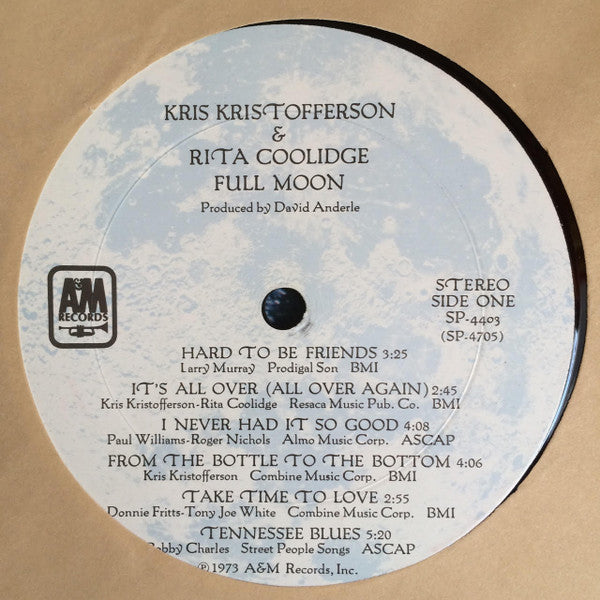 KRIS KRISTOFFERSON
&
RITA COOLIDGE
FULL MOON
Produced by David Anderle
A&M
RECORDS
STEREO
SIDE ONE
SP-4403
(SP-4705)
HARD TO BE FRIENDS 3:25
Larry Murray Prodigal Son BMI
IT'S ALL OVER (ALL OVER AGAIN) 2:45
Kris Kristofferson-Rita Coolidge Resaca Music Pub. Co. BMI
I NEVER HAD IT SO GOOD 4:08
Paul Williams-Roger Nichols Almo Music Corp. ASCAP
FROM THE BOTTLE TO THE BOTTOM 4:06
Kris Kristofferson Combine Music Corp. BMI
TAKE TIME TO LOVE 2:55
Donnie Fritts-Tony Joe White Combine Music Corp. BMI
TENNESSEE BLUES 5:20
Bobby Charles Street People Songs ASCAP
℗1973 A&M Records, Inc.